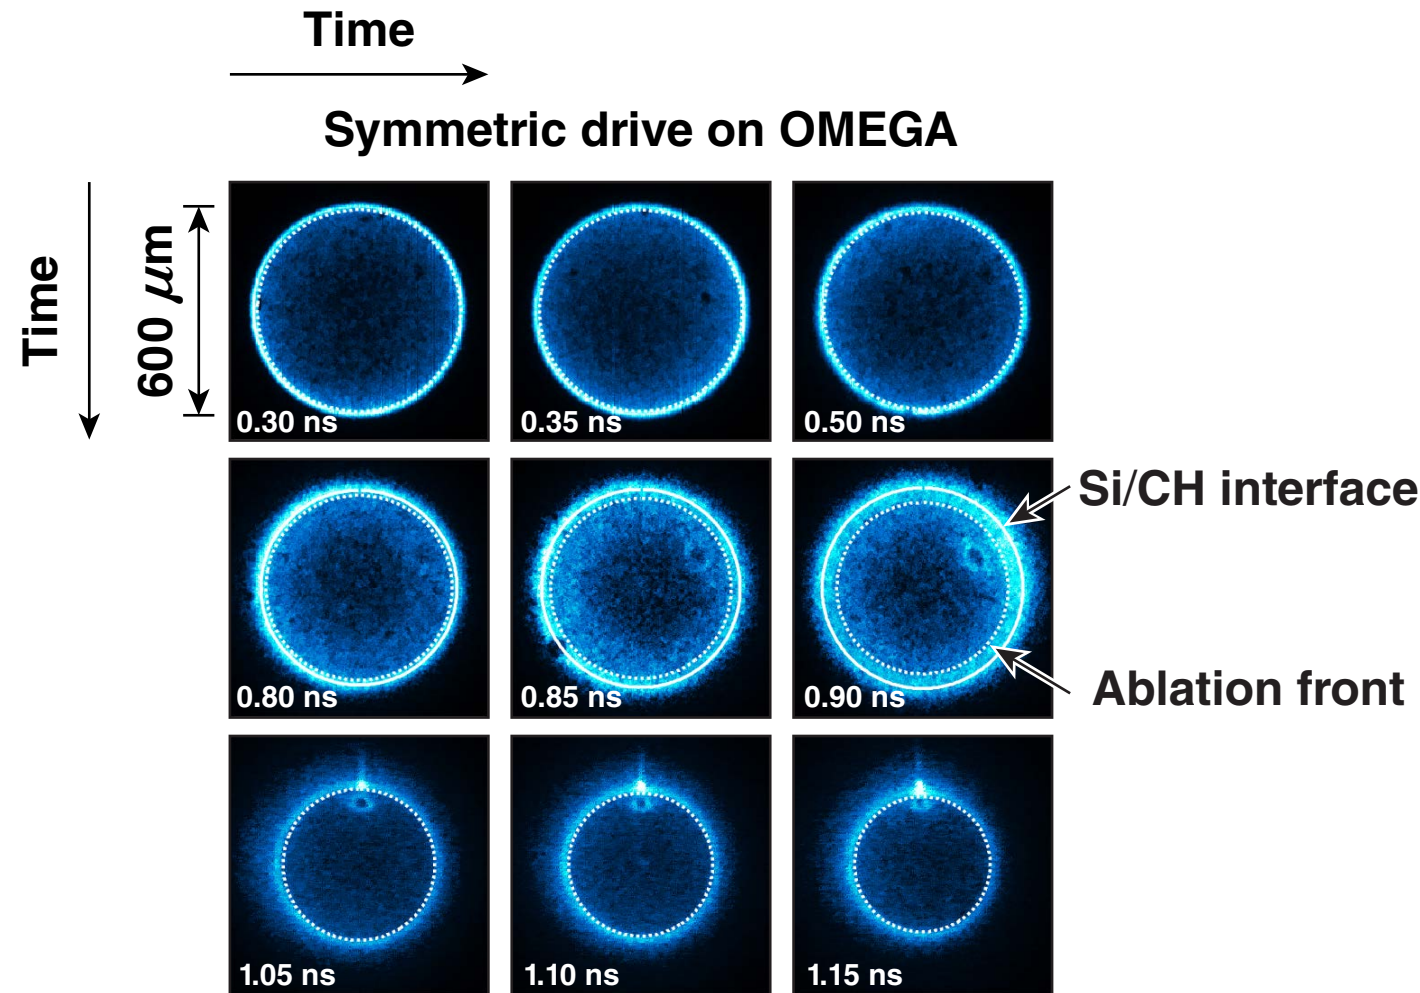 Time
Symmetric drive on OMEGA
Time
600 μm
0.30 ns
0.35 ns
0.50 ns
0.80 ns
0.85 ns
0.90 ns
Si/CH interface
Ablation front
1.05 ns
1.10 ns
1.15 ns